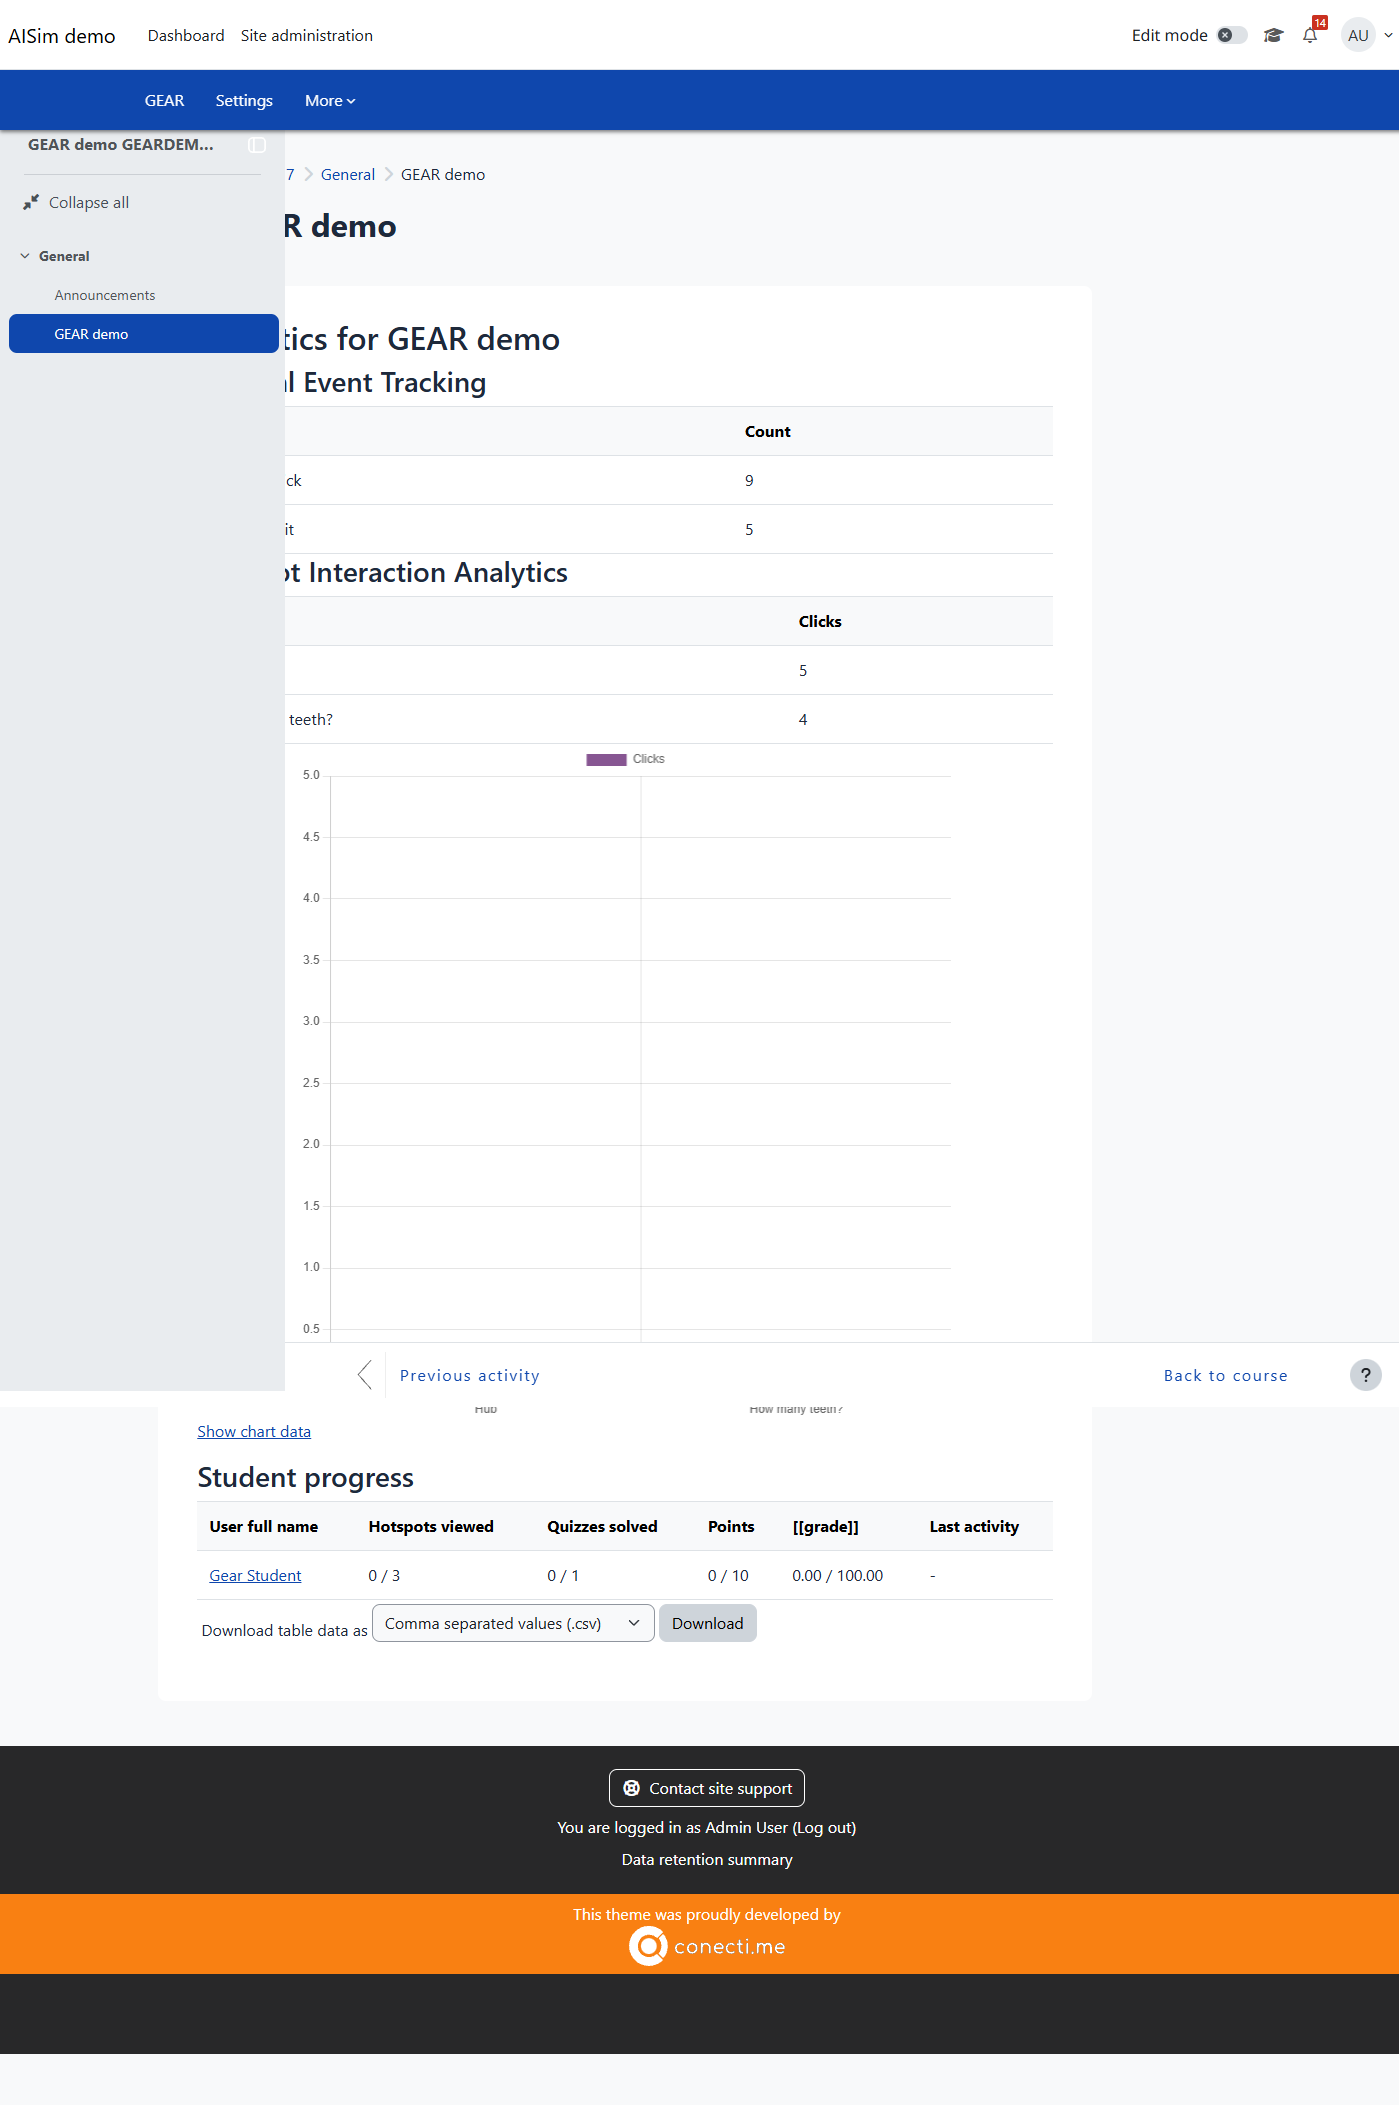 AISim demo Dashboard Site administration Edit mode 14 AU
GEAR Settings More
GEAR demo GEARDEM...
7 General GEAR demo
Collapse all
R demo
General
Announcements
GEAR demo
tics for GEAR demo
l Event Tracking
Count
ck 9
it 5
ot Interaction Analytics
Clicks
5
teeth? 4
Clicks
5.0
4.5
4.0
3.5
3.0
2.5
2.0
1.5
1.0
0.5
Previous activity Back to course ?
Hub How many teeth?
Show chart data
Student progress
User full name Hotspots viewed Quizzes solved Points [[grade]] Last activity
Gear Student 0 / 3 0 / 1 0 / 10 0.00 / 100.00 -
Download table data as Comma separated values (.csv) Download
Contact site support
You are logged in as Admin User (Log out)
Data retention summary
This theme was proudly developed by
conecti.me